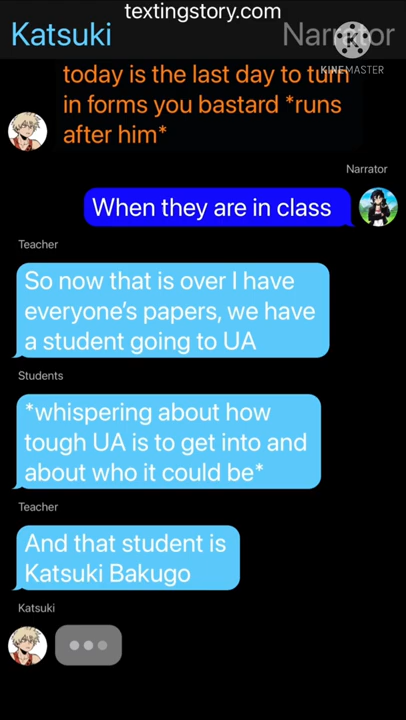 textingstory.com
Katsuki
Narrator
KINEMASTER
today is the last day to turn
in forms you bastard *runs
after him*
Narrator
When they are in class
Teacher
So now that is over I have
everyone's papers, we have
a student going to UA
Students
*whispering about how
tough UA is to get into and
about who it could be*
Teacher
And that student is
Katsuki Bakugo
Katsuki